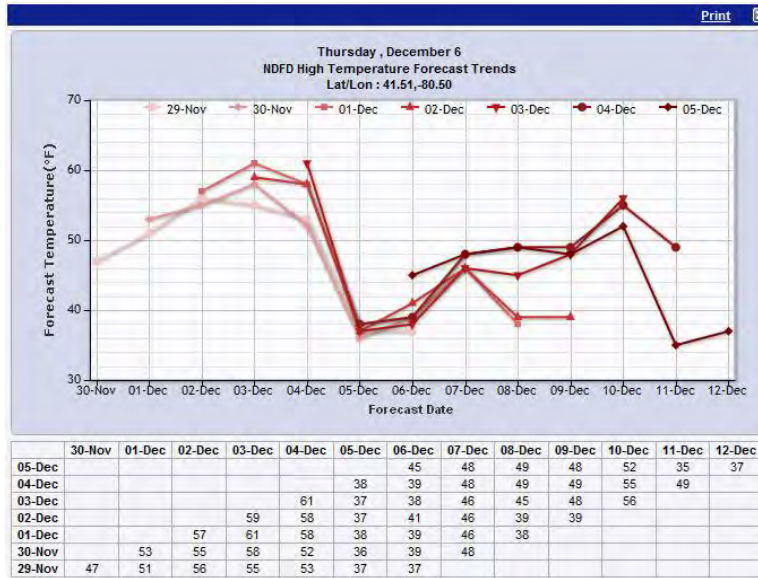 Print
Thursday , December 6
NDFD High Temperature Forecast Trends
Lat/Lon : 41.51,-80.50
29-Nov 30-Nov 01-Dec 02-Dec 03-Dec 04-Dec 05-Dec
Forecast Temperature(°F)
70
60
50
40
30
30-Nov 01-Dec 02-Dec 03-Dec 04-Dec 05-Dec 06-Dec 07-Dec 08-Dec 09-Dec 10-Dec 11-Dec 12-Dec
Forecast Date
30-Nov 01-Dec 02-Dec 03-Dec 04-Dec 05-Dec 06-Dec 07-Dec 08-Dec 09-Dec 10-Dec 11-Dec 12-Dec
05-Dec 45 48 49 48 52 35 37
04-Dec 38 39 48 49 49 55 49
03-Dec 61 37 38 46 45 48 56
02-Dec 59 58 37 41 46 39 39
01-Dec 57 61 58 38 39 46 38
30-Nov 53 55 58 52 36 39 48
29-Nov 47 51 56 55 53 37 37